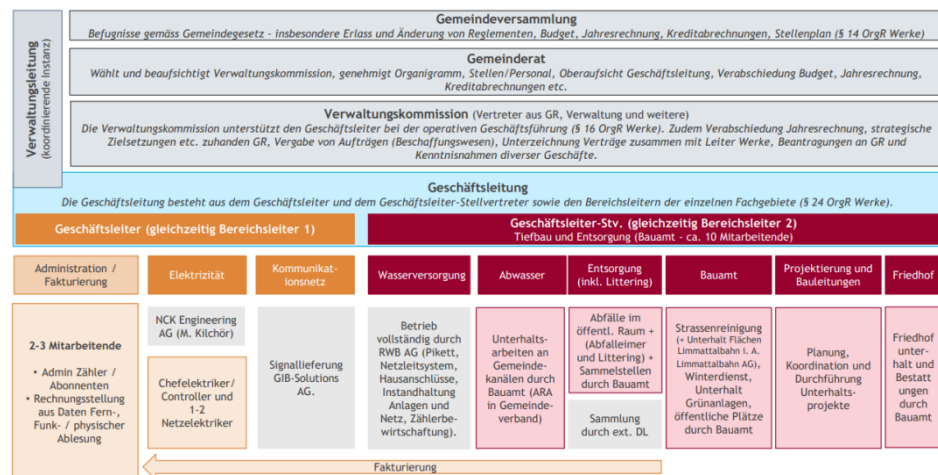 Verwaltungsleitung
(koordinierende Instanz)
Gemeindeversammlung
Befugnisse gemäss Gemeindegesetz - insbesondere Erlass und Änderung von Reglementen, Budget, Jahresrechnung, Kreditabrechnungen, Stellenplan (§ 14 OrgR Werke)
Gemeinderat
Wählt und beaufsichtigt Verwaltungskommission, genehmigt Organigramm, Stellen/Personal, Oberaufsicht Geschäftsleitung, Verabschiedung Budget, Jahresrechnung,
Kreditabrechnungen etc.
Verwaltungskommission (Vertreter aus GR, Verwaltung und weitere)
Die Verwaltungskommission unterstützt den Geschäftsleiter bei der operativen Geschäftsführung (§ 16 OrgR Werke). Zudem Verabschiedung Jahresrechnung, strategische
Zielsetzungen etc. zuhanden GR, Vergabe von Aufträgen (Beschaffungswesen), Unterzeichnung Verträge zusammen mit Leiter Werke, Beantragungen an GR und
Kenntnisnahmen diverser Geschäfte.
Geschäftsleitung
Die Geschäftsleitung besteht aus dem Geschäftsleiter und dem Geschäftsleiter-Stellvertreter sowie den Bereichsleitern der einzelnen Fachgebiete (§ 24 OrgR Werke).
Geschäftsleiter (gleichzeitig Bereichsleiter 1)
Geschäftsleiter-Stv. (gleichzeitig Bereichsleiter 2)
Tiefbau und Entsorgung (Bauamt - ca. 10 Mitarbeitende)
Administration /
Fakturierung
Elektrizität
Kommunikat-
ionsnetz
Wasserversorgung
Abwasser
Entsorgung
(inkl. Littering)
Bauamt
Projektierung und
Bauleitungen
Friedhof
2-3 Mitarbeitende
• Admin Zähler /
Abonnenten
• Rechnungsstellung
aus Daten Fern-,
Funk- / physischer
Ablesung
NCK Engineering
AG (M. Kilchör)
Chefelektriker/
Controller und
1-2
Netzelektriker
Signallieferung
GIB-Solutions
AG.
Betrieb
vollständig durch
RWB AG (Pikett,
Netzleitsystem,
Hausanschlüsse,
Instandhaltung
Anlagen und
Netz, Zählerbe-
wirtschaftung).
Unterhalts-
arbeiten an
Gemeinde-
kanälen durch
Bauamt (ARA
in Gemeinde-
verband)
Abfälle im
öffentl. Raum +
(Abfalleimer
und Littering) +
Sammelstellen
durch Bauamt
Sammlung
durch ext. DL
Strassenreinigung
(+ Unterhalt Flächen
Limmattalbahn i. A.
Limmattalbahn AG),
Winterdienst,
Unterhalt
Grünanlagen,
öffentliche Plätze
durch Bauamt
Planung,
Koordination und
Durchführung
Unterhalts-
projekte
Friedhof
unter-
halt und
Bestatt
ungen
durch
Bauamt
Fakturierung